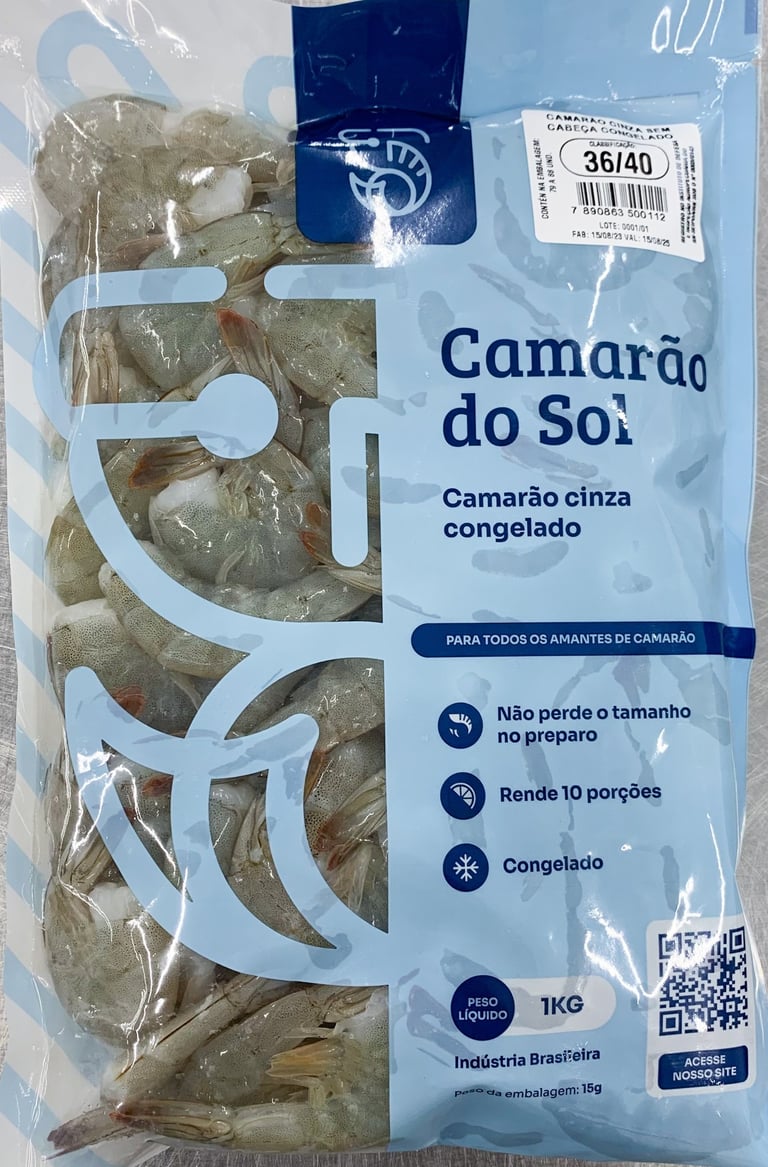 CAMARÃO CINZA SEM
CABEÇA CONGELADO
CLASSIFICAÇÃO
36/40
CONTÉM NA EMBALAGEM:
79 A 88 UND.
7 890863 500112
LOTE: 0001/01
FAB: 15/08/23 VAL: 15/08/25
Camarão
do Sol
Camarão cinza
congelado
PARA TODOS OS AMANTES DE CAMARÃO
Não perde o tamanho
no preparo
Rende 10 porções
Congelado
PESO
LÍQUIDO
1KG
Indústria Brasileira
Peso da embalagem: 15g
ACESSE
NOSSO SITE